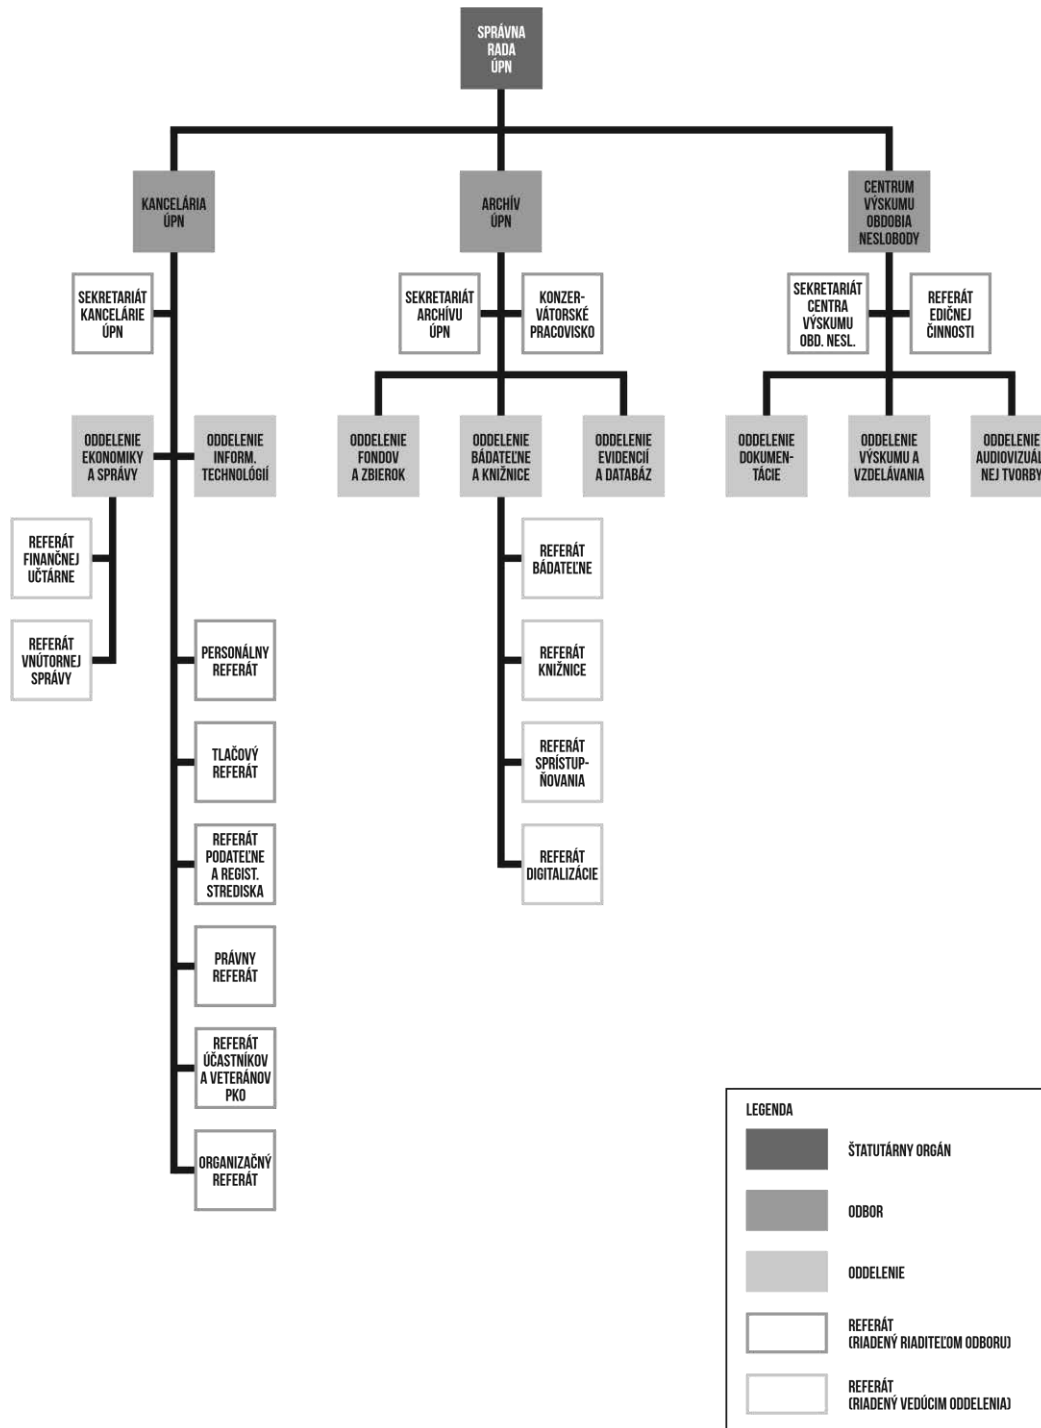 SPRÁVNA
RADA
ÚPN
KANCELÁRIA
ÚPN
ARCHÍV
ÚPN
CENTRUM
VÝSKUMU
OBDOBIA
NESLOBODY
SEKRETARIÁT
KANCELÁRIE
ÚPN
SEKRETARIÁT
ARCHÍVU
ÚPN
KONZER-
VÁTORSKÉ
PRACOVISKO
SEKRETARIÁT
CENTRA
VÝSKUMU
OBD. NESL.
REFERÁT
EDIČNEJ
ČINNOSTI
ODDELENIE
EKONOMIKY
A SPRÁVY
ODDELENIE
INFORM.
TECHNOLÓGIÍ
ODDELENIE
FONDOV
A ZBIEROK
ODDELENIE
BÁDATEĽNE
A KNIŽNICE
ODDELENIE
EVIDENCIÍ
A DATABÁZ
ODDELENIE
DOKUMEN-
TÁCIE
ODDELENIE
VÝSKUMU A
VZDELÁVANIA
ODDELENIE
AUDIOVIZUÁL
NEJ TVORBY
REFERÁT
FINANČNEJ
UČTÁRNE
REFERÁT
VNÚTORNEJ
SPRÁVY
PERSONÁLNY
REFERÁT
TLAČOVÝ
REFERÁT
REFERÁT
PODATEĽNE
A REGIST.
STREDISKA
PRÁVNY
REFERÁT
REFERÁT
ÚČASTNÍKOV
A VETERÁNOV
PKO
ORGANIZAČNÝ
REFERÁT
REFERÁT
BÁDATEĽNE
REFERÁT
KNIŽNICE
REFERÁT
SPRÍSTUP-
ŇOVANIA
REFERÁT
DIGITALIZÁCIE
LEGENDA
ŠTATUTÁRNY ORGÁN
ODBOR
ODDELENIE
REFERÁT
(RIADENÝ RIADITEĽOM ODBORU)
REFERÁT
(RIADENÝ VEDÚCIM ODDELENIA)